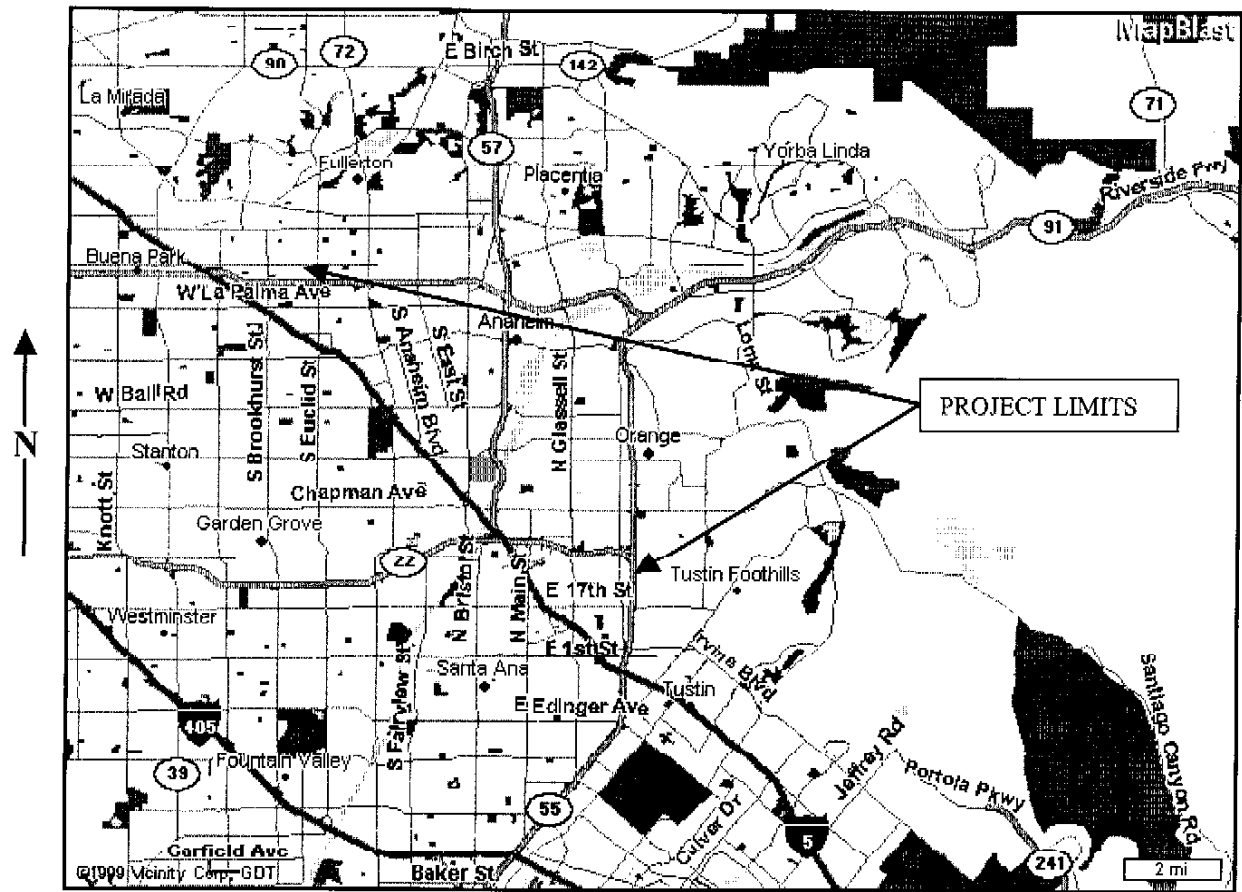 MapBlast
E Birch St
90
72
142
La Mirada
71
57
Fullerton
Placentia
Yorba Linda
Riverside Fwy
91
Buena Park
W La Palma Ave
Anaheim
S Anaheim Blvd
S East St
S Brookhurst St
S Euclid St
N Glassell St
PROJECT LIMITS
W Ball Rd
Orange
N
Stanton
Knott St
Chapman Ave
Garden Grove
22
N Bristol St
N Main St
E 17th St
Tustin Foothills
Westminster
E 1st St
Irvine Blvd
Santa Ana
S Fairview St
Tustin
E Edinger Ave
Santiago Canyon Rd
405
Jeffrey Rd
Fountain Valley
39
Portola Pkwy
55
Culver Dr
5
Garfield Ave
241
©1999 Vicinity Corp, GDT
Baker St
2 mi